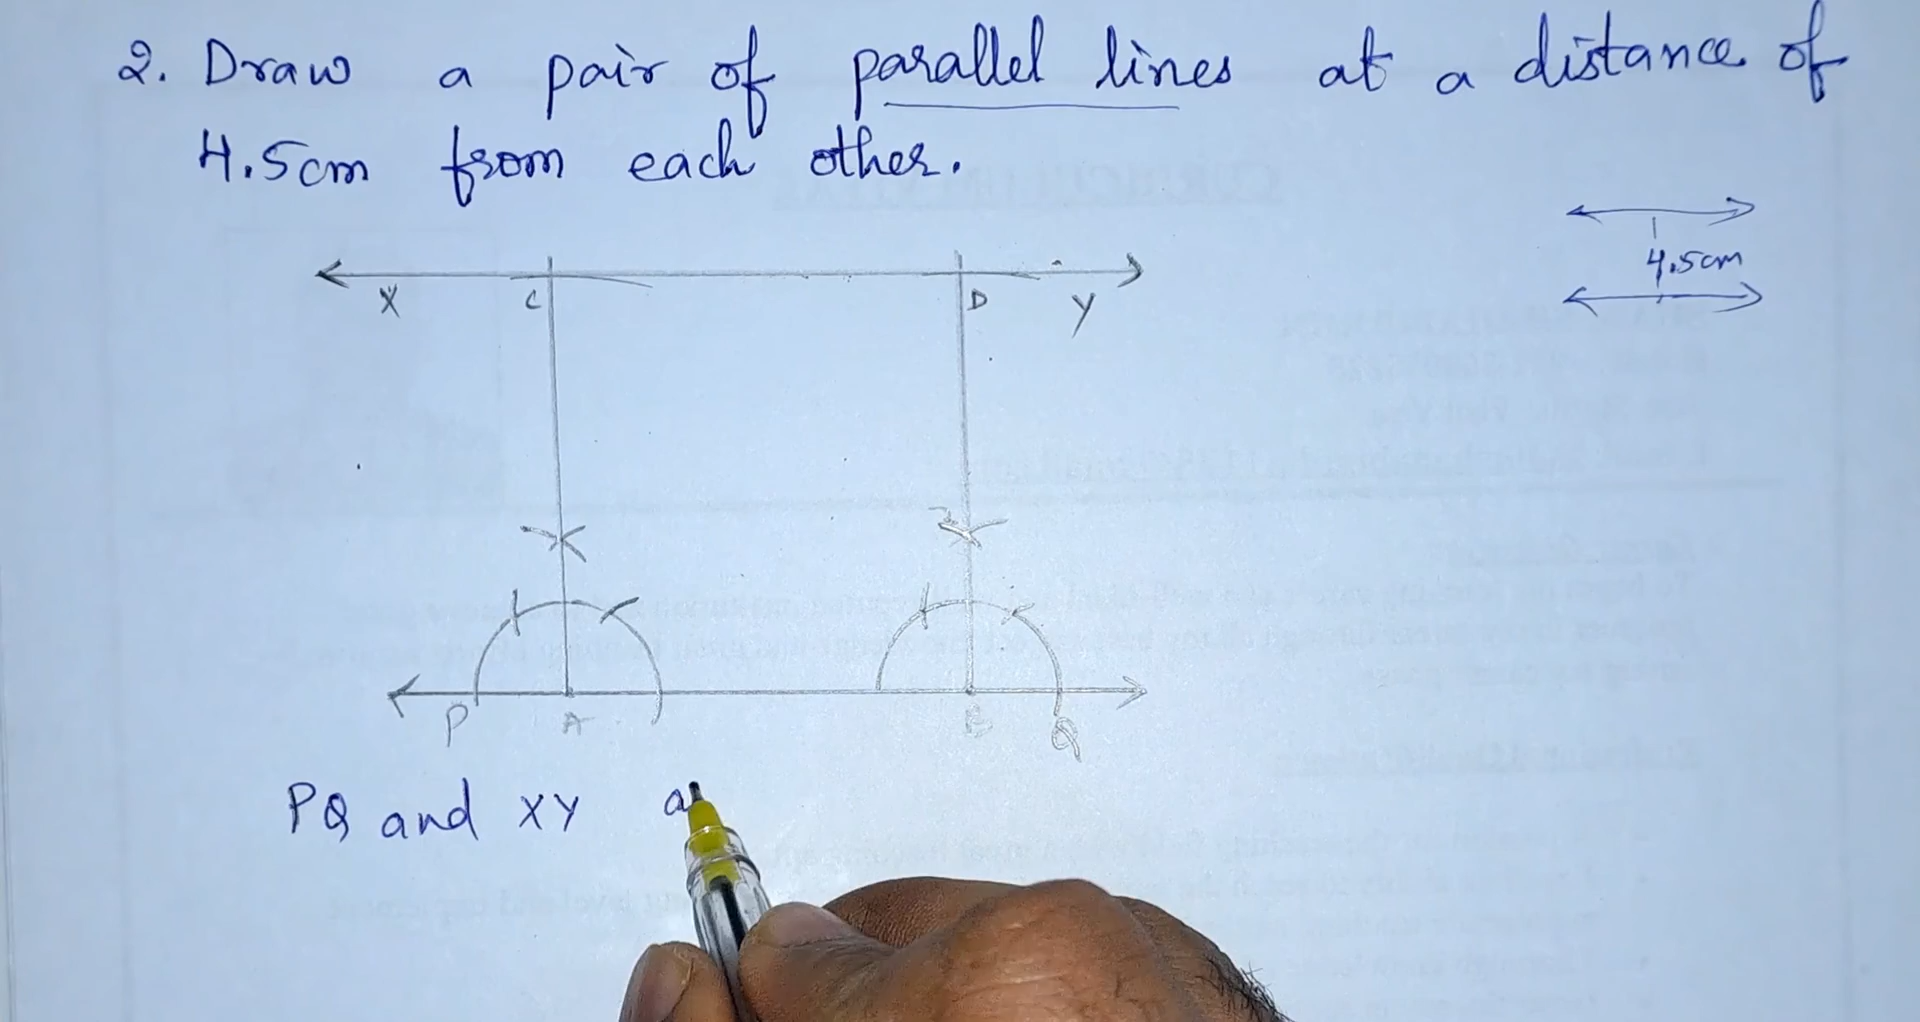 2. Draw a pair of parallel lines at a distance of
4.5cm from each other.
4.5cm
X C D Y
P A B Q
PQ and XY a